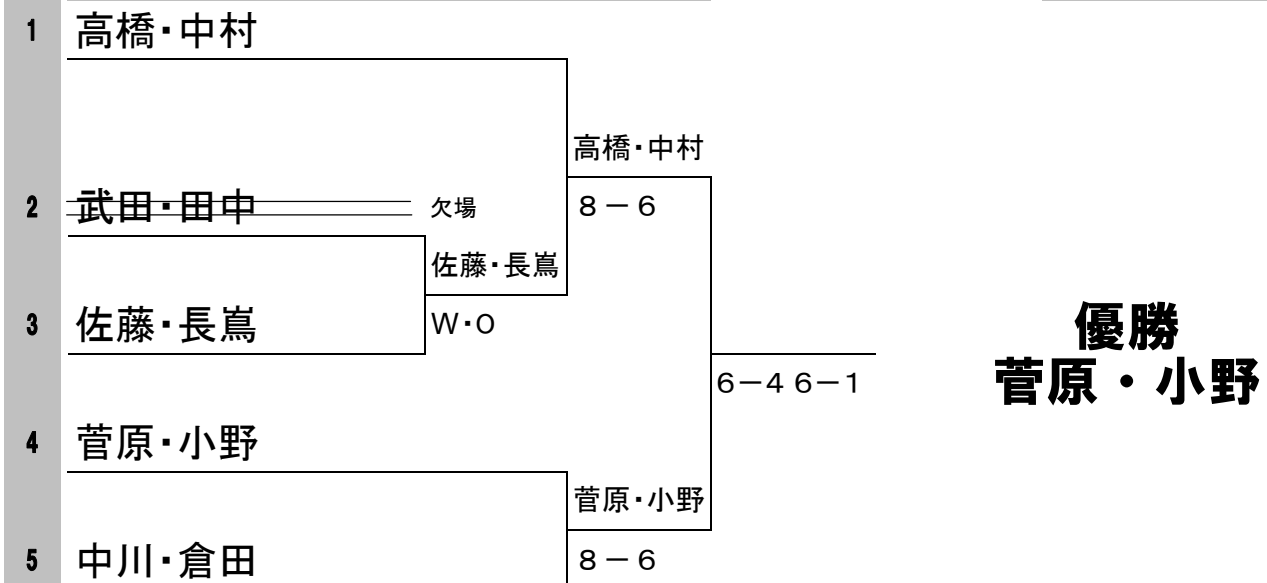 1 高橋・中村
高橋・中村
2 武田・田中 欠場 8－6
佐藤・長嶌
3 佐藤・長嶌 W・O
優勝
菅原・小野
6－4 6－1
4 菅原・小野
菅原・小野
5 中川・倉田 8－6